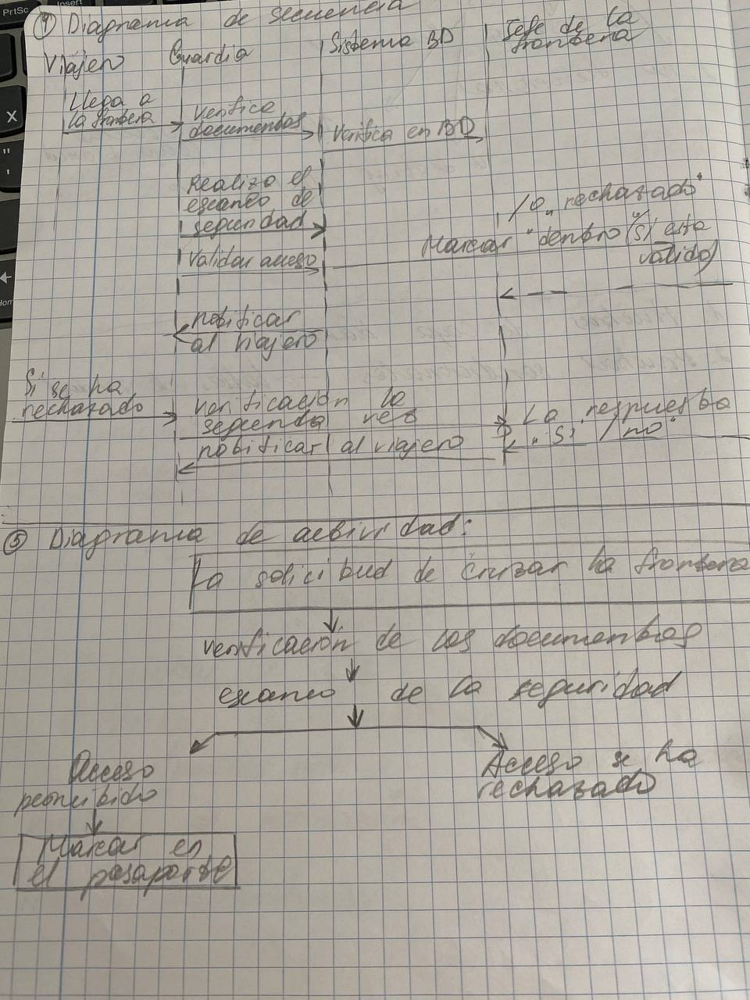 PrtSc
Insert
X
"
'
④ Diagrama de secuencia
Viajero Guardia Sistema BD Jefe de la
frontera
Llega a
la frontera
verifica
documentos
Verifica en BD
Realizo el
escaneo de
seguridad
/o „rechazado"
Marcar "dentro"(si esta
valido)
Validar acceso
notificar
al viajero
Si se ha
rechazado
verificación la
segunda vez
La respuesta
„Si / no"
notificar al viajero
⑤ Diagrama de actividad:
La solicitud de cruzar la frontera
verificación de los documentos
escaneo de la seguridad
Acceso
permitido
Acceso se ha
rechazado
Marcar en
el pasaporte